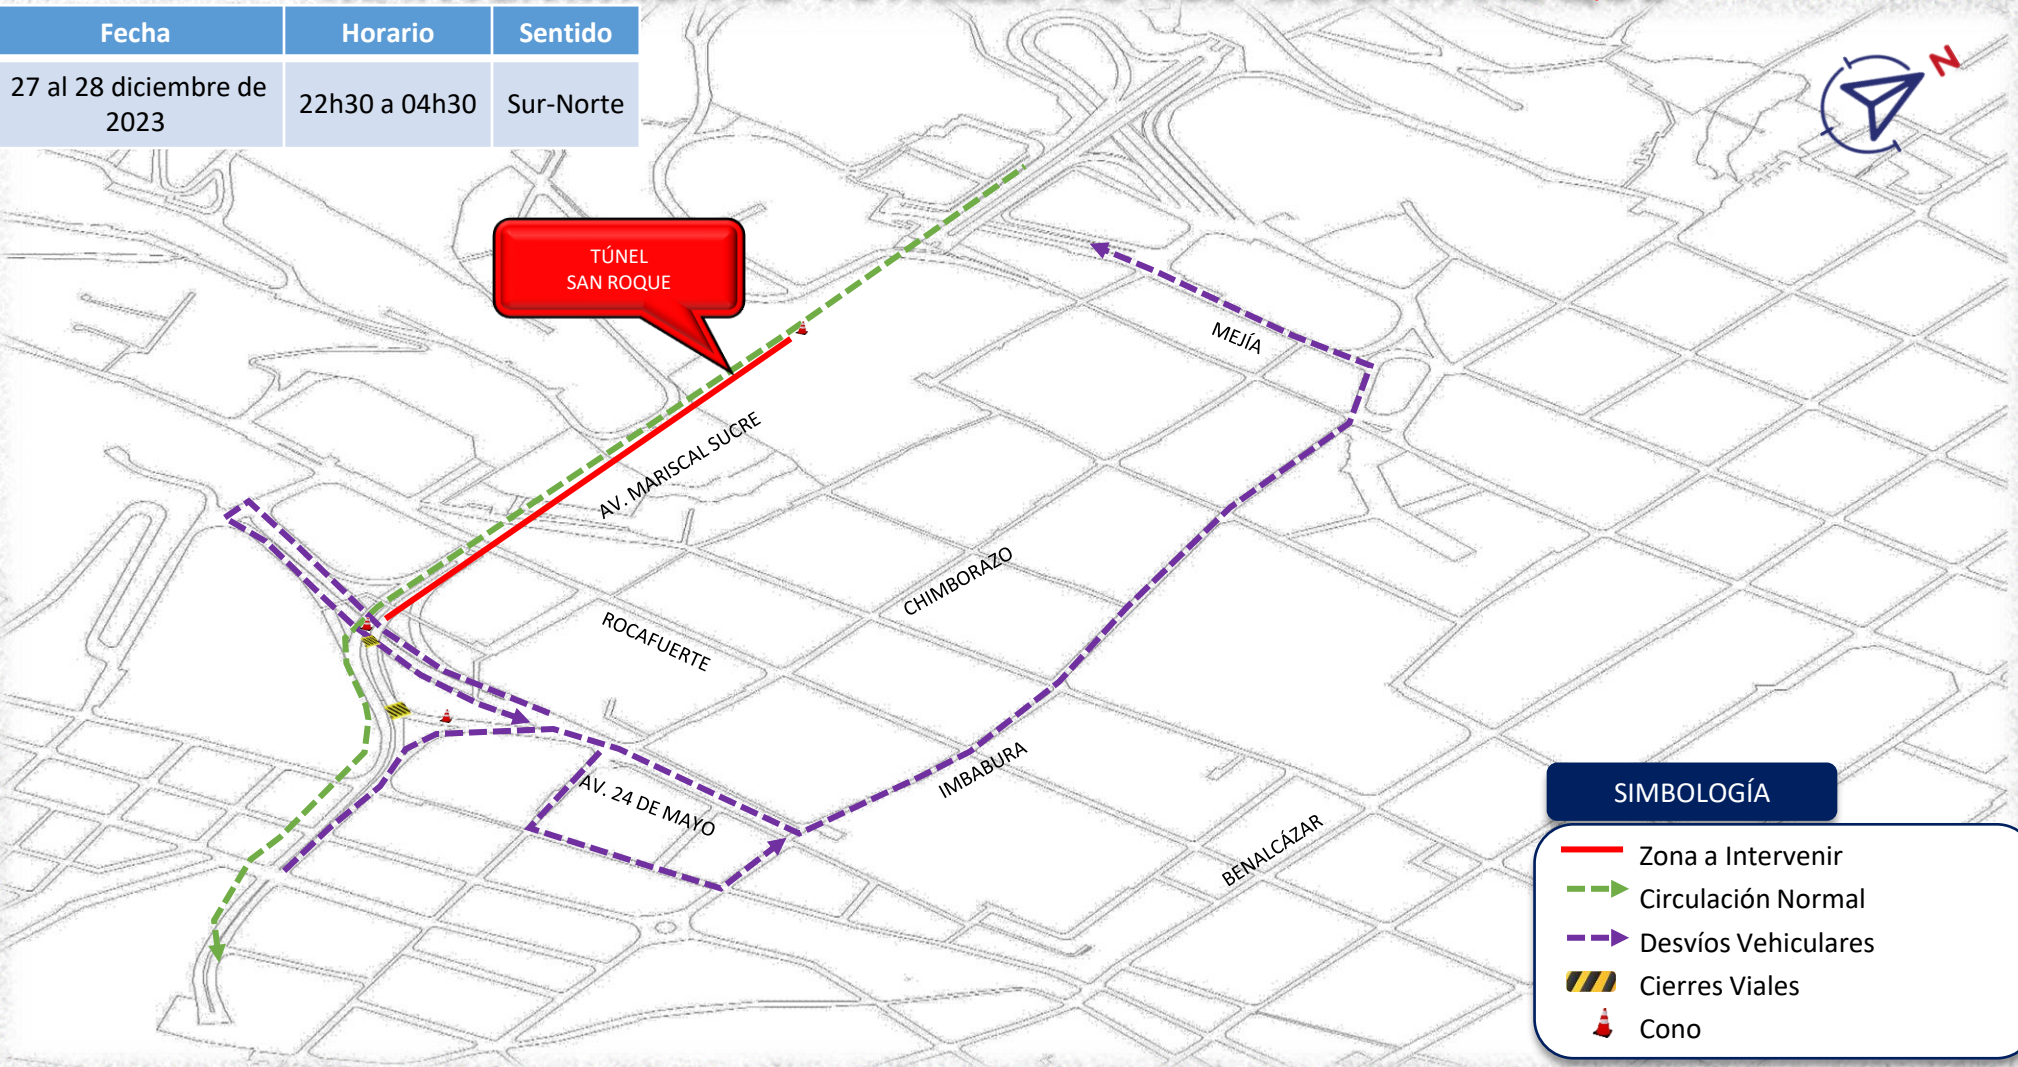 Fecha
Horario
Sentido
27 al 28 diciembre de
2023
22h30 a 04h30
Sur-Norte
N
TÚNEL
SAN ROQUE
MEJÍA
AV. MARISCAL SUCRE
CHIMBORAZO
ROCAFUERTE
IMBABURA
AV. 24 DE MAYO
BENALCÁZAR
SIMBOLOGÍA
Zona a Intervenir
Circulación Normal
Desvíos Vehiculares
Cierres Viales
Cono